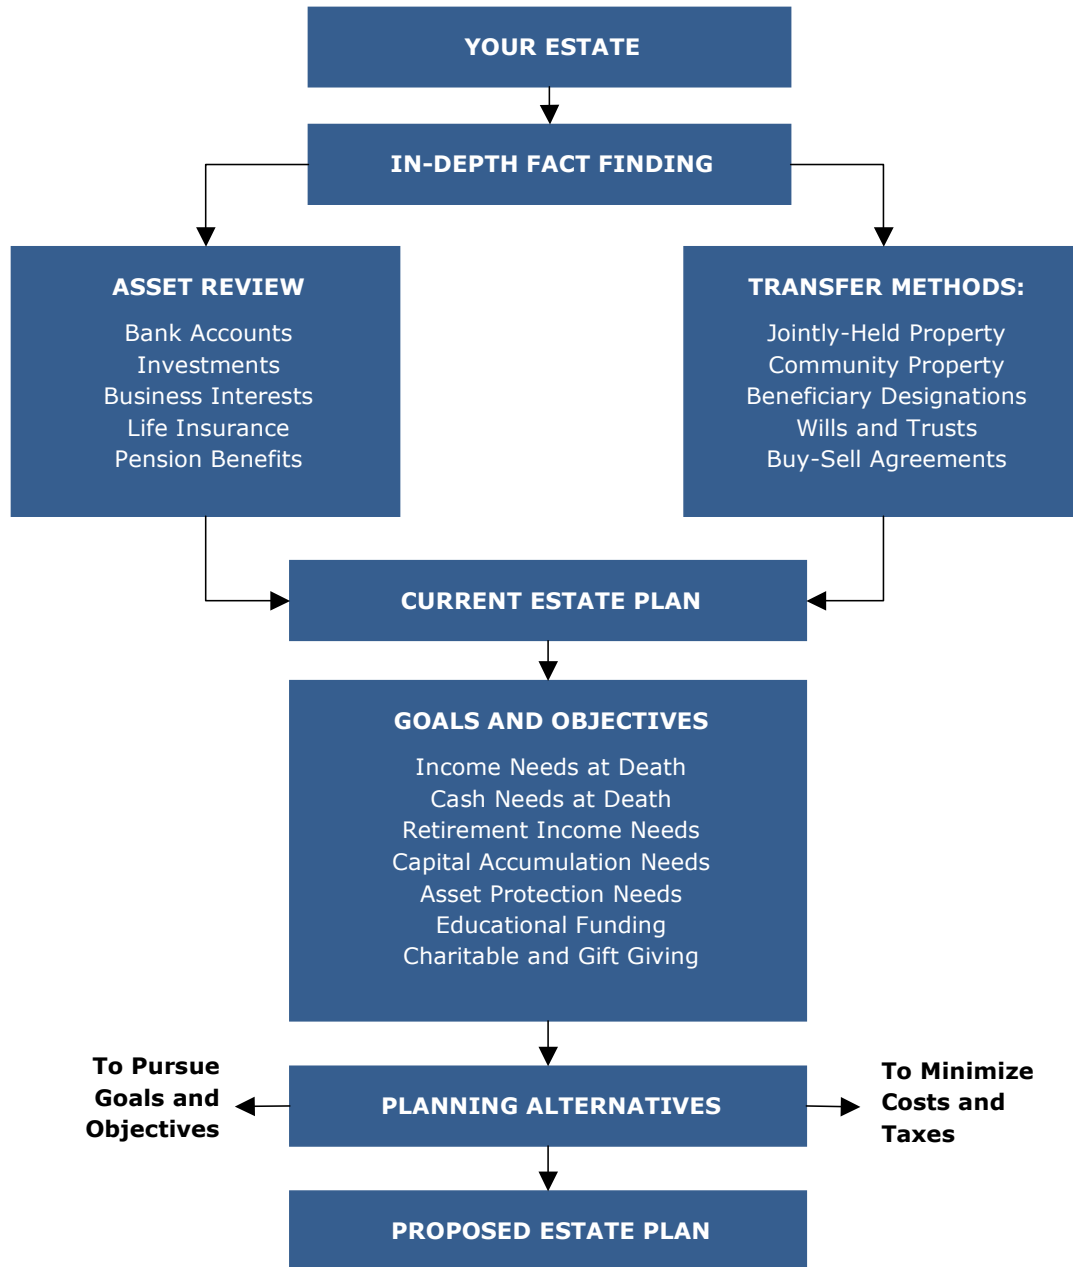 YOUR ESTATE
IN-DEPTH FACT FINDING
ASSET REVIEW
Bank Accounts
Investments
Business Interests
Life Insurance
Pension Benefits
TRANSFER METHODS:
Jointly-Held Property
Community Property
Beneficiary Designations
Wills and Trusts
Buy-Sell Agreements
CURRENT ESTATE PLAN
GOALS AND OBJECTIVES
Income Needs at Death
Cash Needs at Death
Retirement Income Needs
Capital Accumulation Needs
Asset Protection Needs
Educational Funding
Charitable and Gift Giving
To Pursue
Goals and
Objectives
PLANNING ALTERNATIVES
To Minimize
Costs and
Taxes
PROPOSED ESTATE PLAN